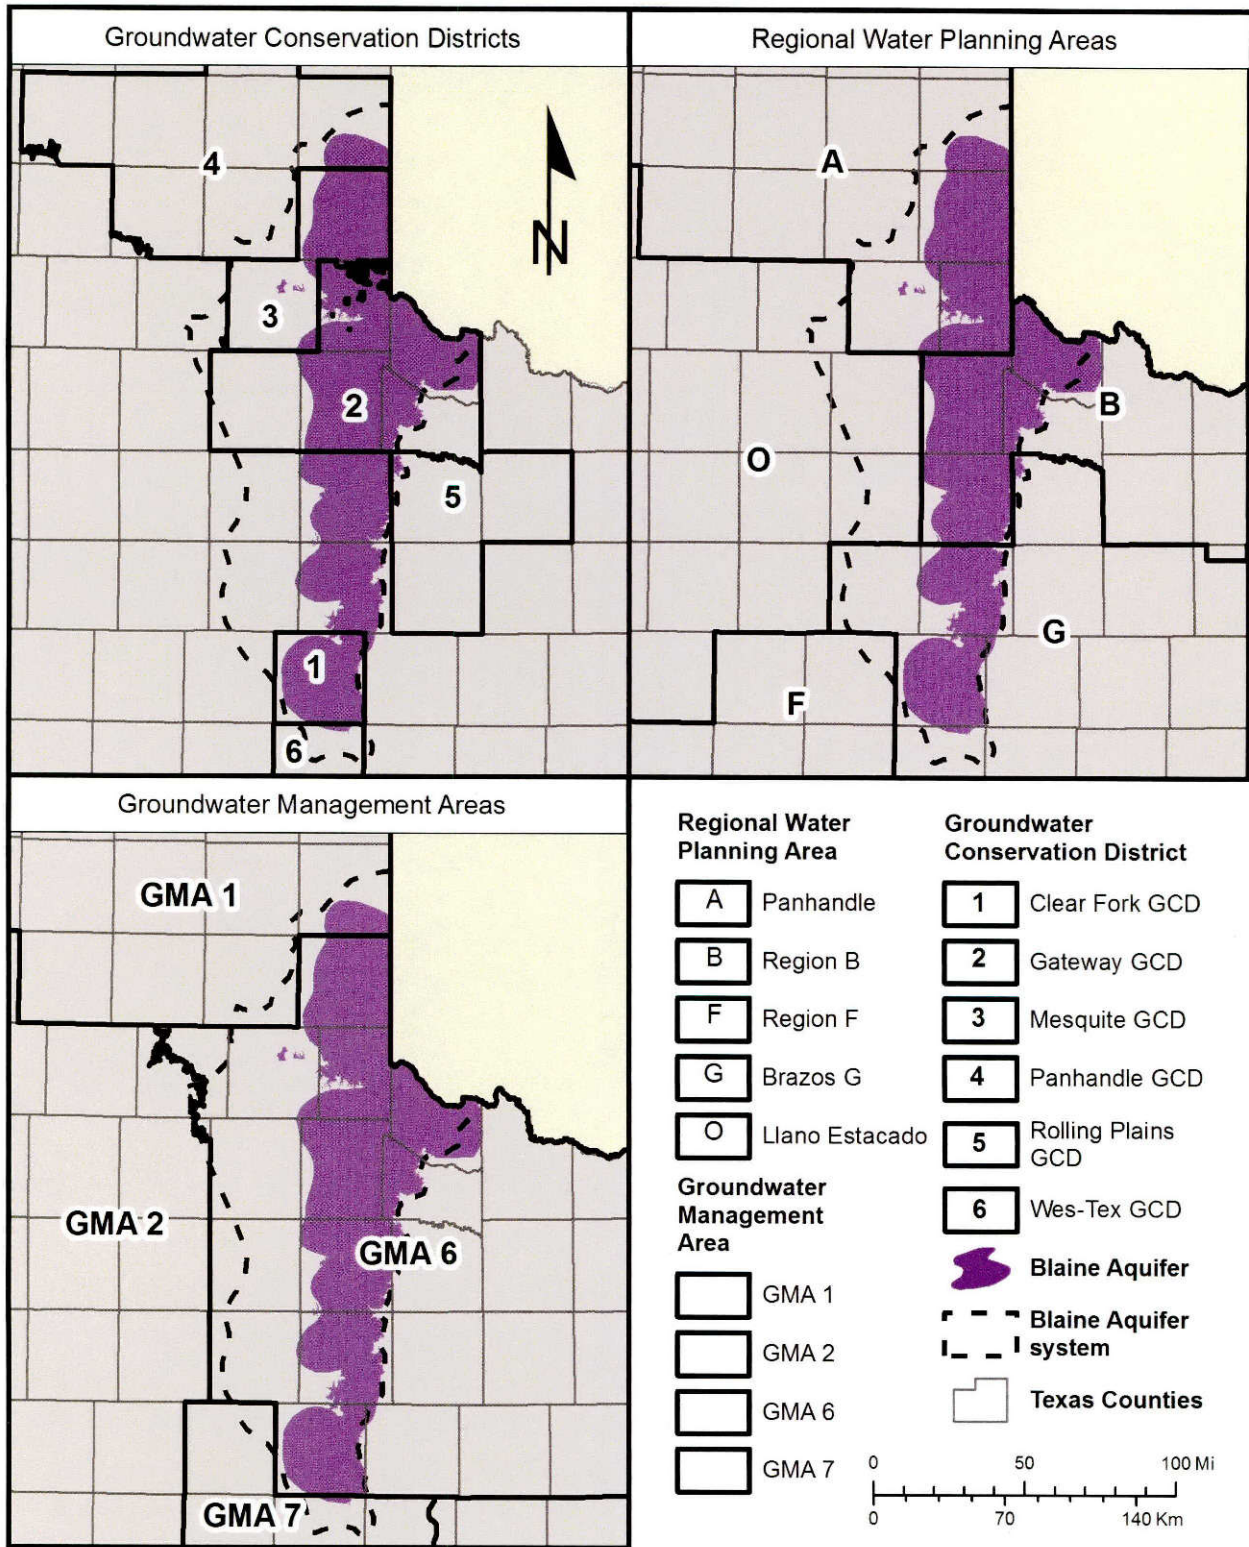 Groundwater Conservation Districts
4
N
3
2
5
1
6
Regional Water Planning Areas
A
B
O
G
F
Groundwater Management Areas
GMA 1
GMA 2
GMA 6
GMA 7
Regional Water
Planning Area
A Panhandle
B Region B
F Region F
G Brazos G
O Llano Estacado
Groundwater
Management
Area
GMA 1
GMA 2
GMA 6
GMA 7
Groundwater
Conservation District
1 Clear Fork GCD
2 Gateway GCD
3 Mesquite GCD
4 Panhandle GCD
5 Rolling Plains
GCD
6 Wes-Tex GCD
Blaine Aquifer
Blaine Aquifer
system
Texas Counties
0 50 100 Mi
0 70 140 Km